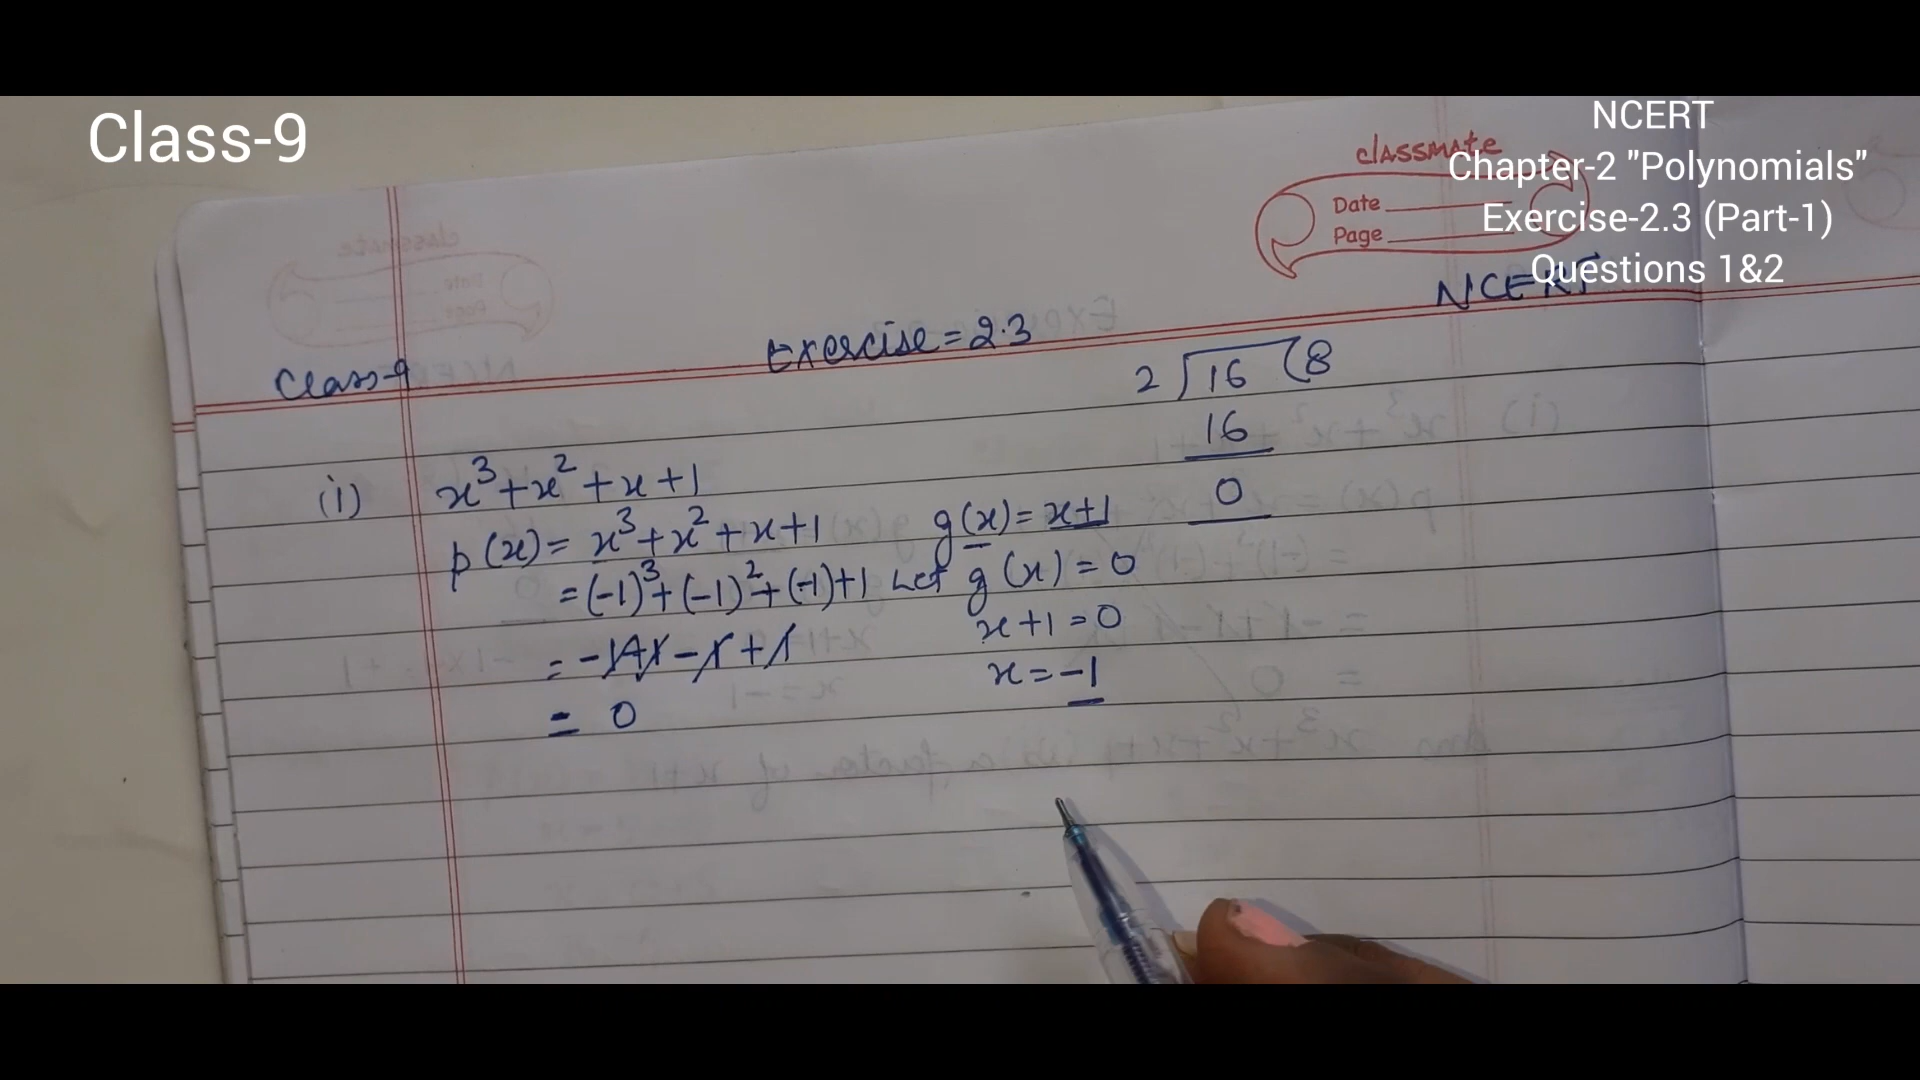 Class-9
NCERT
Chapter-2 "Polynomials"
Exercise-2.3 (Part-1)
Questions 1&2
classmate
Date
Page
NCERT
Class-9
Exercise = 2.3
2 16 (8
16
0
(i) x³+x²+x+1
p(x)= x³+x²+x+1 g(x)= x+1
=(-1)³+(-1)²+(-1)+1 Let g(x)=0
x+1=0
= -1+1-1+1
x=-1
= 0